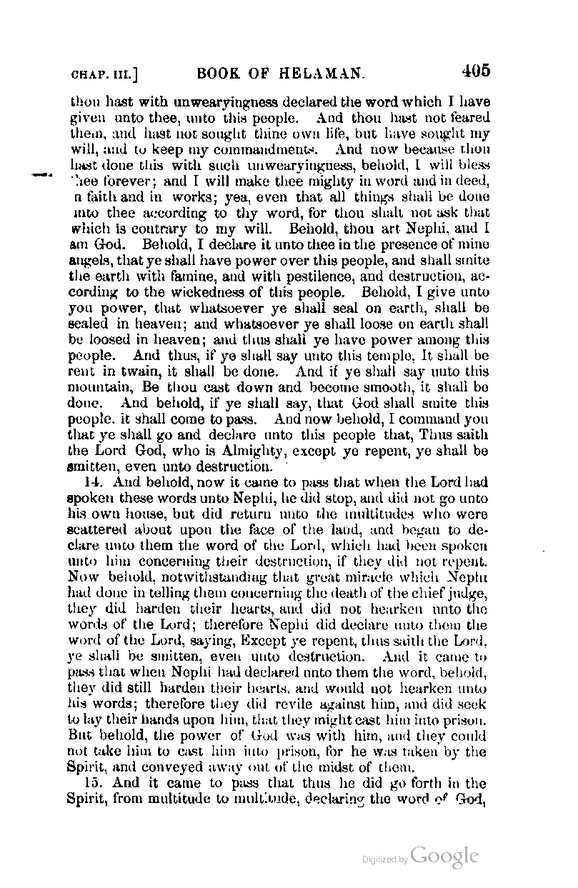 CHAP. III.] BOOK OF HELAMAN. 405
thou hast with unwearyingness declared the word which I have
given unto thee, unto this people. And thou hast not feared
them, and hast not sought thine own life, but have sought my
will, and to keep my commandments. And now because thou
hast done this with such unwearyingness, behold, I will bless
hee forever; and I will make thee mighty in word and in deed,
n faith and in works; yea, even that all things shall be done
unto thee according to thy word, for thou shalt not ask that
which is contrary to my will. Behold, thou art Nephi, and I
am God. Behold, I declare it unto thee in the presence of mine
angels, that ye shall have power over this people, and shall smite
the earth with famine, and with pestilence, and destruction, ac-
cording to the wickedness of this people. Behold, I give unto
you power, that whatsoever ye shall seal on earth, shall be
sealed in heaven; and whatsoever ye shall loose on earth shall
be loosed in heaven; and thus shall ye have power among this
people. And thus, if ye shall say unto this temple, It shall be
rent in twain, it shall be done. And if ye shall say unto this
mountain, Be thou cast down and become smooth, it shall be
done. And behold, if ye shall say, that God shall smite this
people. it shall come to pass. And now behold, I command you
that ye shall go and declare unto this people that, Thus saith
the Lord God, who is Almighty, except ye repent, ye shall be
smitten, even unto destruction.
14. And behold, now it came to pass that when the Lord had
spoken these words unto Nephi, he did stop, and did not go unto
his own house, but did return unto the multitudes who were
scattered about upon the face of the land, and began to de-
clare unto them the word of the Lord, which had been spoken
unto him concerning their destruction, if they did not repent.
Now behold, notwithstanding that great miracle which Nephi
had done in telling them concerning the death of the chief judge,
they did harden their hearts, and did not hearken unto the
words of the Lord; therefore Nephi did declare unto them the
word of the Lord, saying, Except ye repent, thus saith the Lord,
ye shall be smitten, even unto destruction. And it came to
pass that when Nephi had declared unto them the word, behold,
they did still harden their hearts, and would not hearken unto
his words; therefore they did revile against him, and did seek
to lay their hands upon him, that they might cast him into prison.
But behold, the power of God was with him, and they could
not take him to cast him into prison, for he was taken by the
Spirit, and conveyed away out of the midst of them.
15. And it came to pass that thus he did go forth in the
Spirit, from multitude to multitude, declaring the word of God,
Digitized by Google